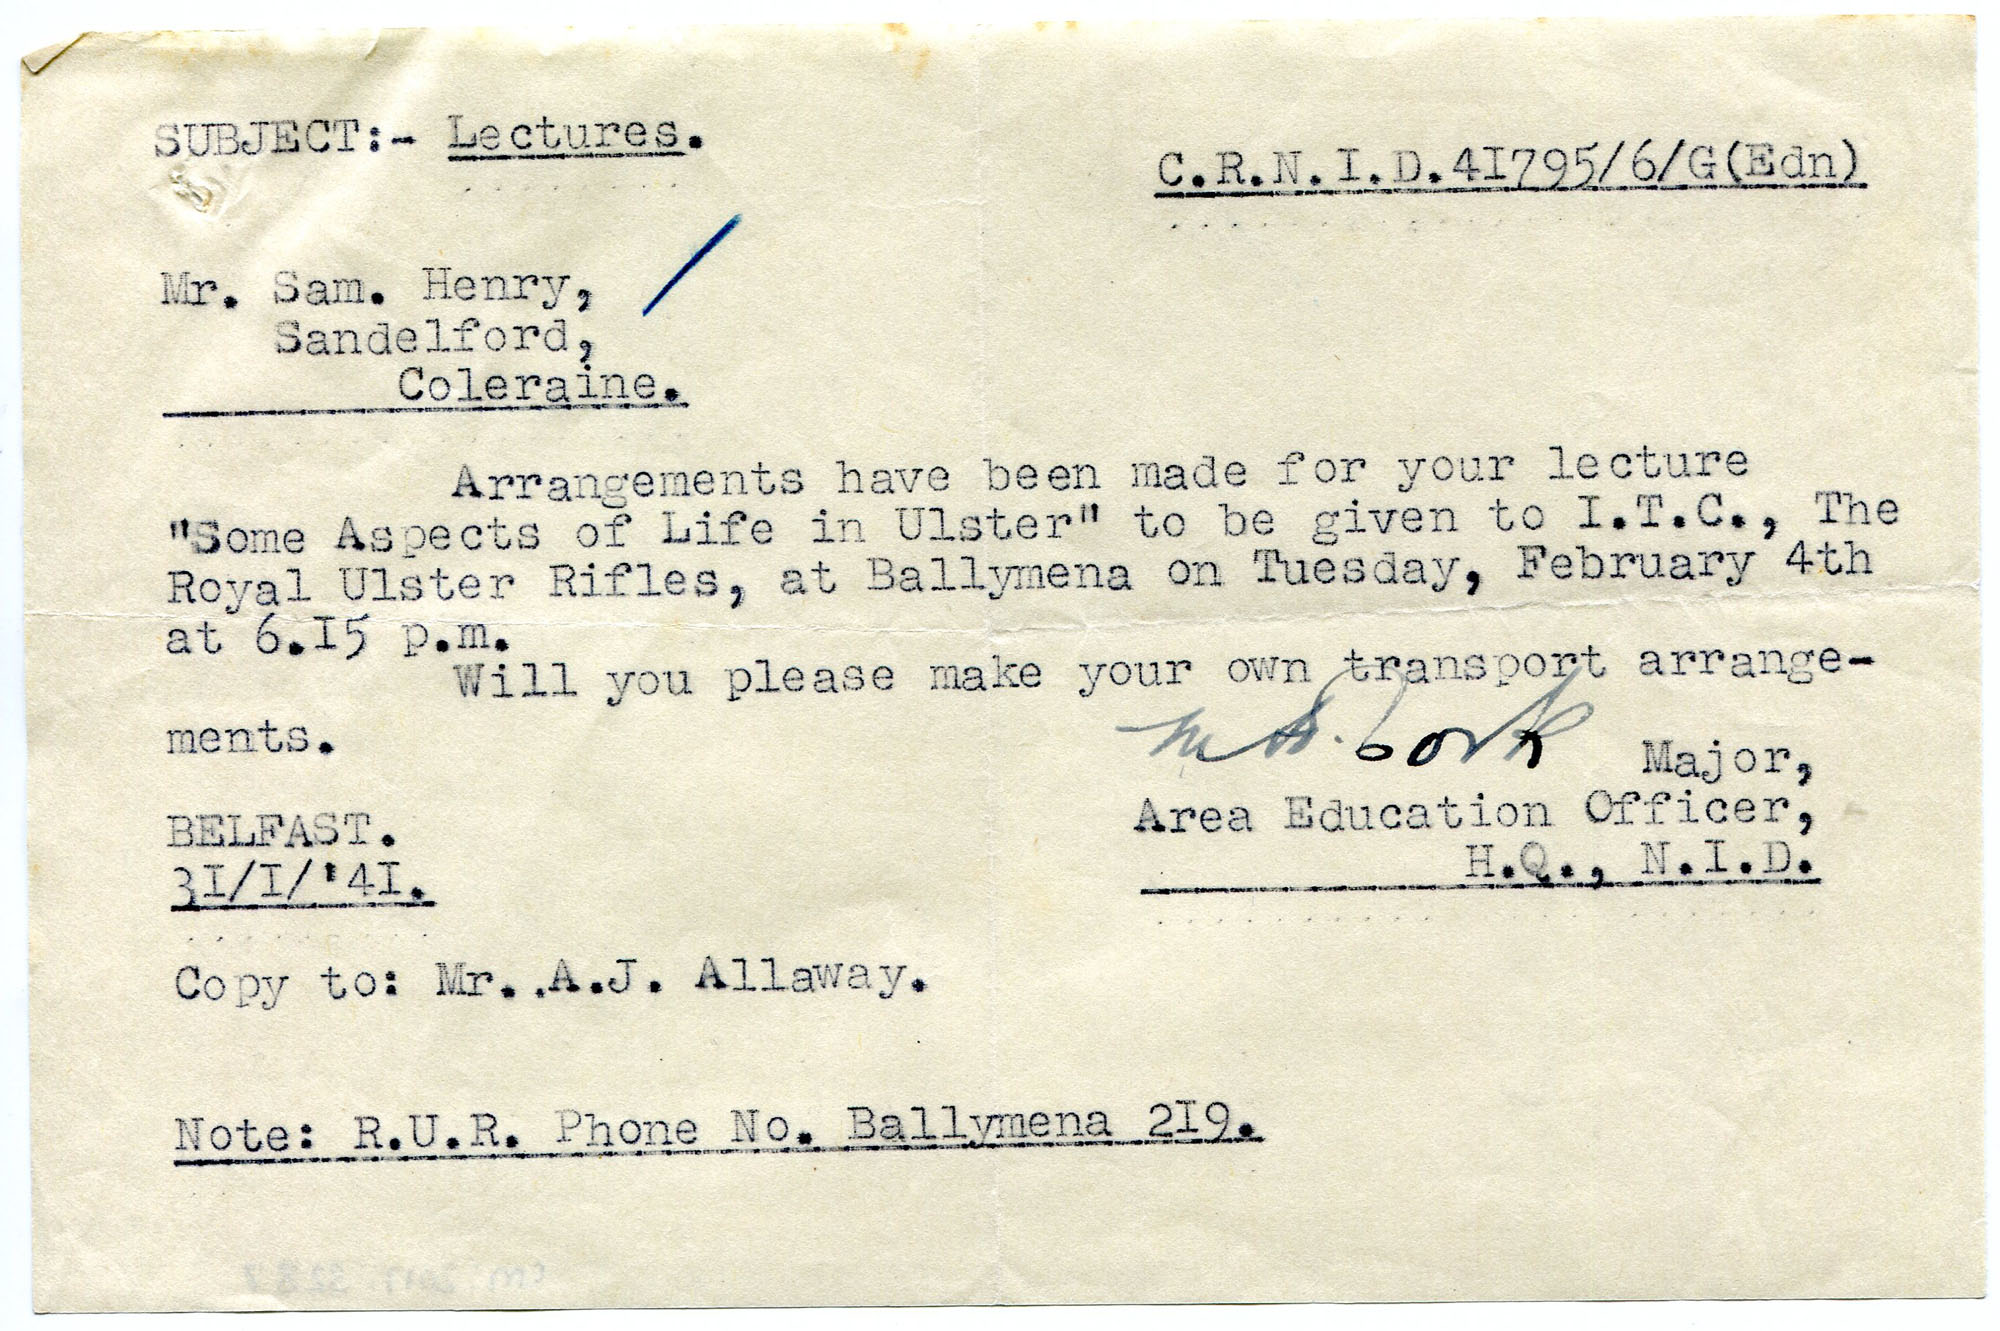 SUBJECT:- Lectures.
C.R.N.I.D.41795/6/G(Edn)
Mr. Sam. Henry,
Sandelford,
Coleraine.
Arrangements have been made for your lecture
"Some Aspects of Life in Ulster" to be given to I.T.C., The
Royal Ulster Rifles, at Ballymena on Tuesday, February 4th
at 6.15 p.m.
Will you please make your own transport arrange-
ments.
Major,
Area Education Officer,
H.Q., N.I.D.
BELFAST.
31/1/'41.
Copy to: Mr. A.J. Allaway.
Note: R.U.R. Phone No. Ballymena 219.